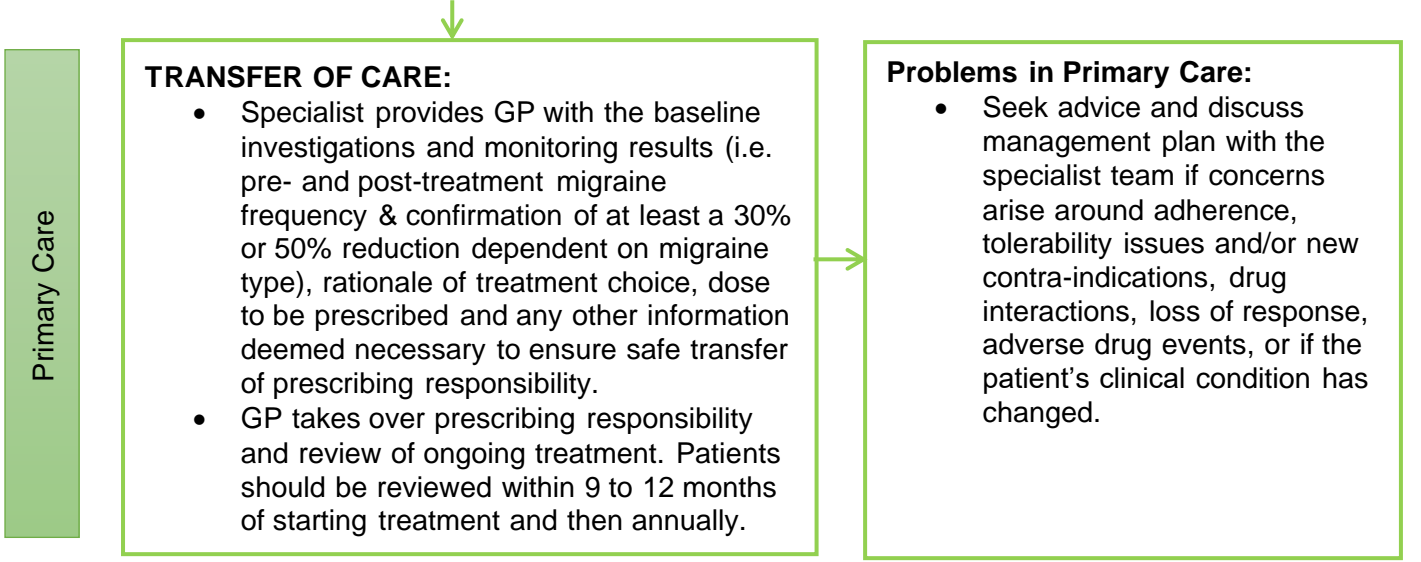 Primary Care
TRANSFER OF CARE:
• Specialist provides GP with the baseline
investigations and monitoring results (i.e.
pre- and post-treatment migraine
frequency & confirmation of at least a 30%
or 50% reduction dependent on migraine
type), rationale of treatment choice, dose
to be prescribed and any other information
deemed necessary to ensure safe transfer
of prescribing responsibility.
• GP takes over prescribing responsibility
and review of ongoing treatment. Patients
should be reviewed within 9 to 12 months
of starting treatment and then annually.
Problems in Primary Care:
• Seek advice and discuss
management plan with the
specialist team if concerns
arise around adherence,
tolerability issues and/or new
contra-indications, drug
interactions, loss of response,
adverse drug events, or if the
patient’s clinical condition has
changed.